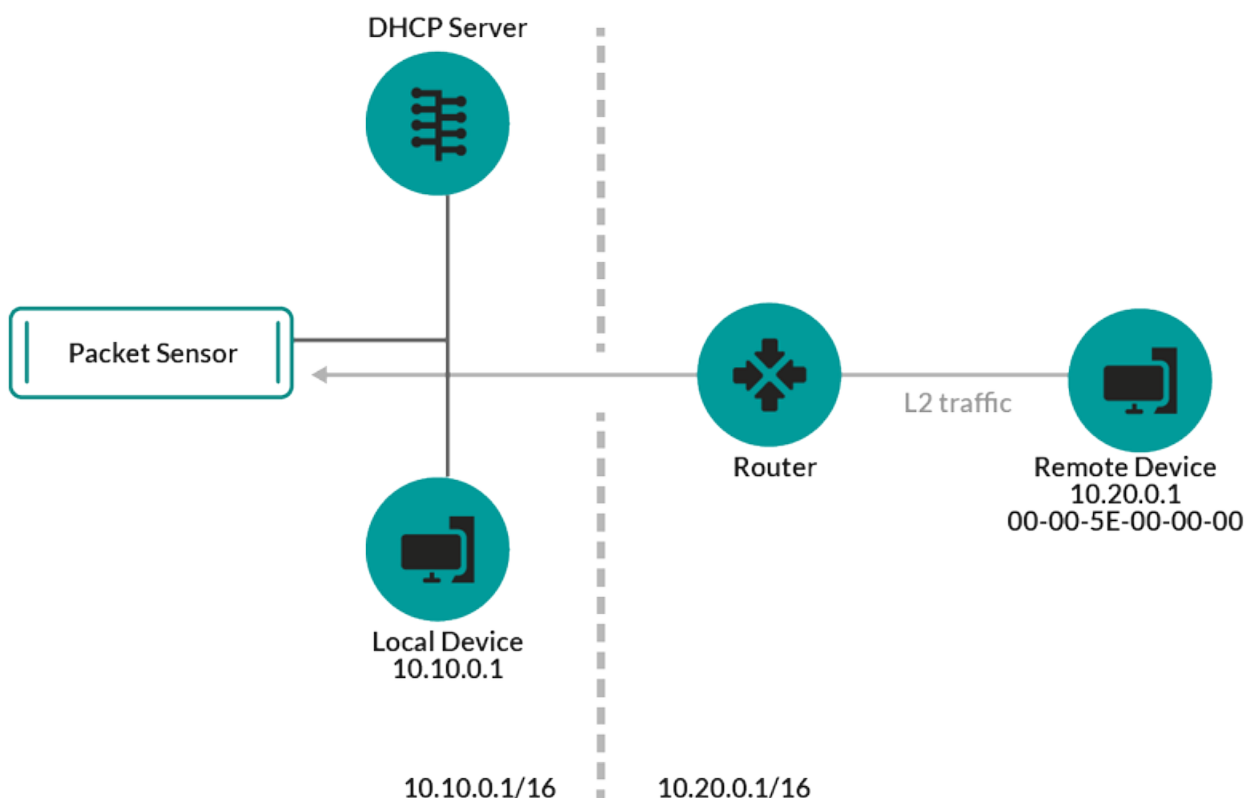 DHCP Server
Packet Sensor
L2 traffic
Router
Remote Device
10.20.0.1
00-00-5E-00-00-00
Local Device
10.10.0.1
10.10.0.1/16
10.20.0.1/16